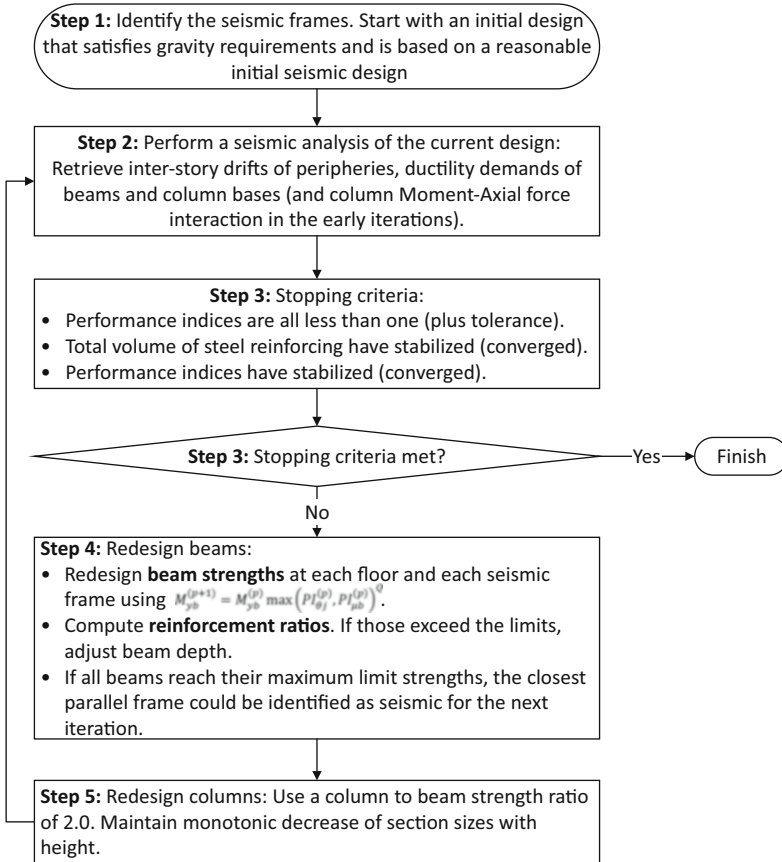 Step 1: Identify the seismic frames. Start with an initial design
that satisfies gravity requirements and is based on a reasonable
initial seismic design
Step 2: Perform a seismic analysis of the current design:
Retrieve inter-story drifts of peripheries, ductility demands of
beams and column bases (and column Moment-Axial force
interaction in the early iterations).
Step 3: Stopping criteria:
• Performance indices are all less than one (plus tolerance).
• Total volume of steel reinforcing have stabilized (converged).
• Performance indices have stabilized (converged).
Step 3: Stopping criteria met?
Yes
Finish
No
Step 4: Redesign beams:
• Redesign beam strengths at each floor and each seismic
frame using $M_{yb}^{(p+1)} = M_{yb}^{(p)} \max\left(PI_{\theta j}^{(p)}, PI_{\mu b}^{(p)}\right)^{Q}$.
• Compute reinforcement ratios. If those exceed the limits,
adjust beam depth.
• If all beams reach their maximum limit strengths, the closest
parallel frame could be identified as seismic for the next
iteration.
Step 5: Redesign columns: Use a column to beam strength ratio
of 2.0. Maintain monotonic decrease of section sizes with
height.